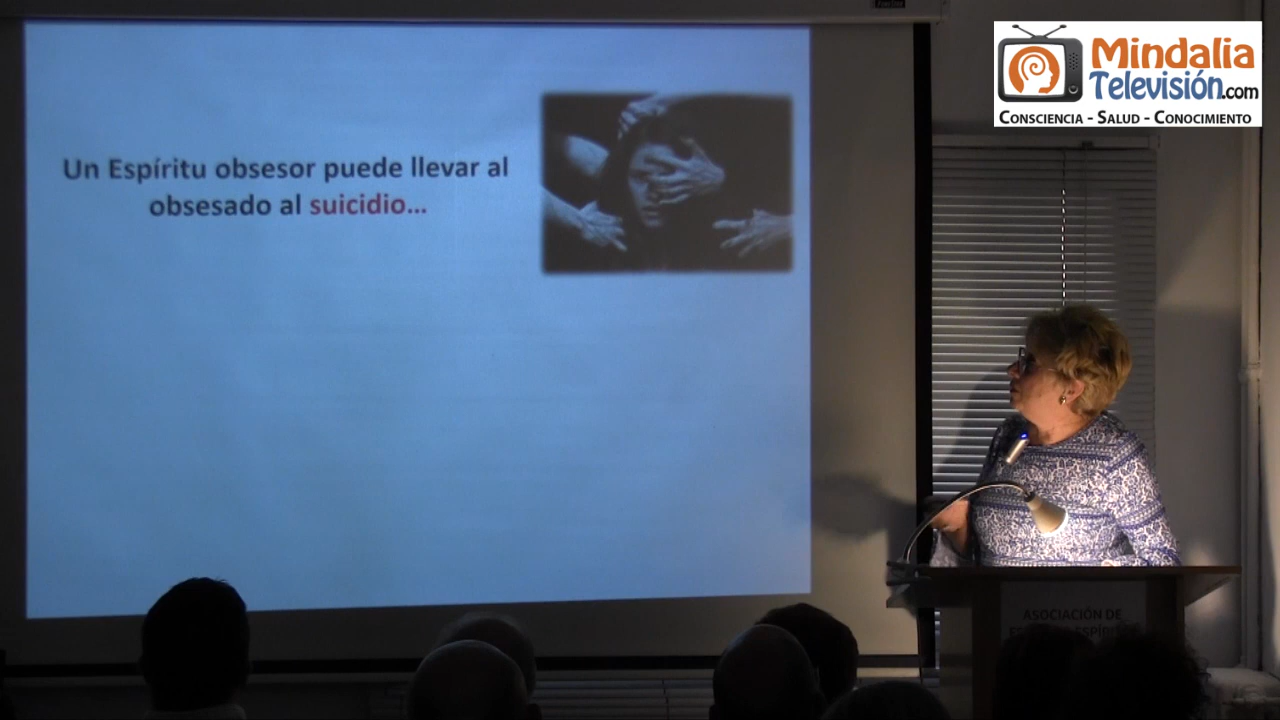 Mindalia
Televisión.com
CONSCIENCIA - SALUD - CONOCIMIENTO
Un Espíritu obsesor puede llevar al
obsesado al suicidio...
ASOCIACIÓN DE